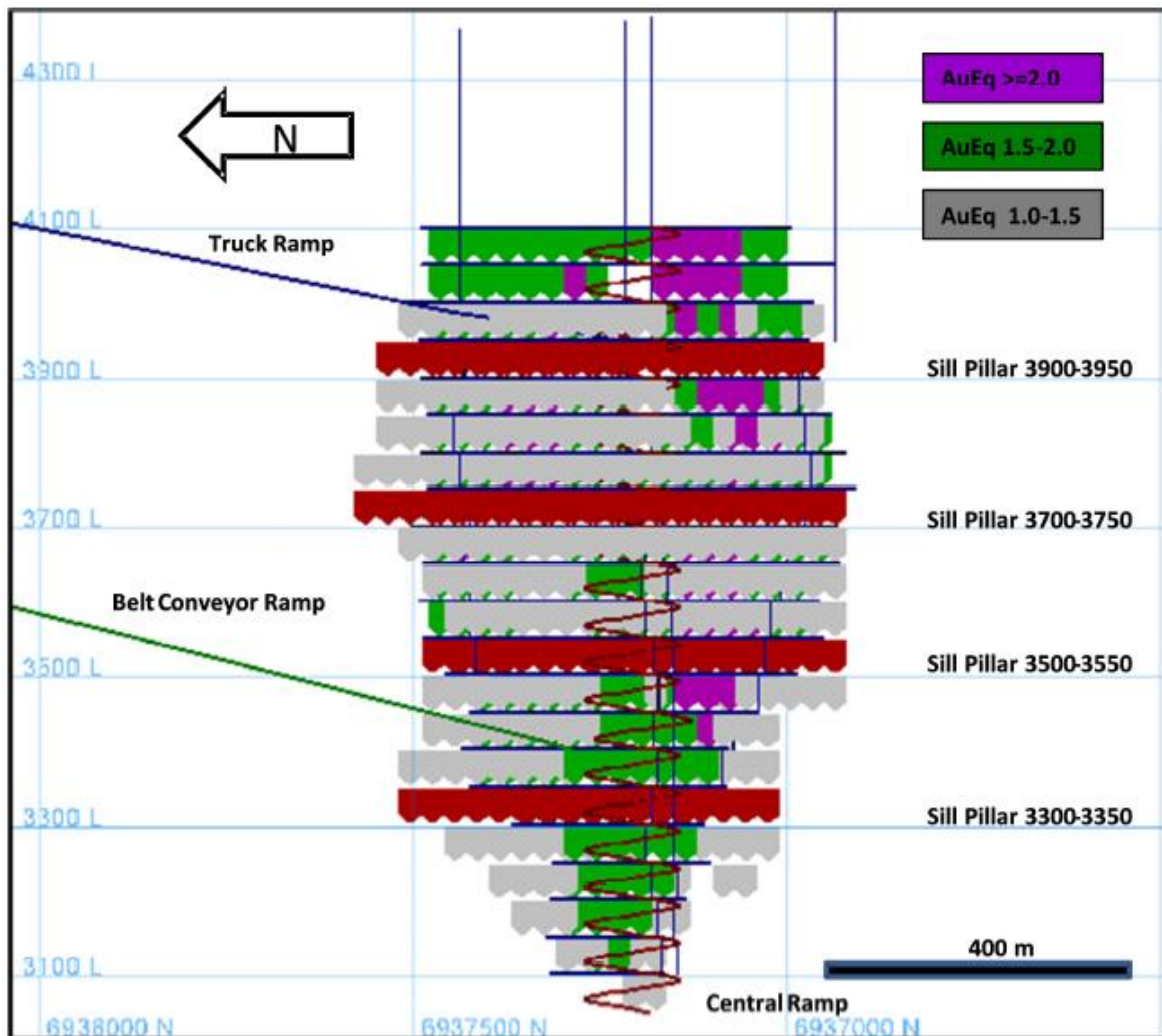 4300 L
AuEq >=2.0
N
AuEq 1.5-2.0
AuEq 1.0-1.5
4100 L
Truck Ramp
3900 L
Sill Pillar 3900-3950
3700 L
Sill Pillar 3700-3750
Belt Conveyor Ramp
3500 L
Sill Pillar 3500-3550
3300 L
Sill Pillar 3300-3350
400 m
3100 L
Central Ramp
6938000 N
6937500 N
6937000 N